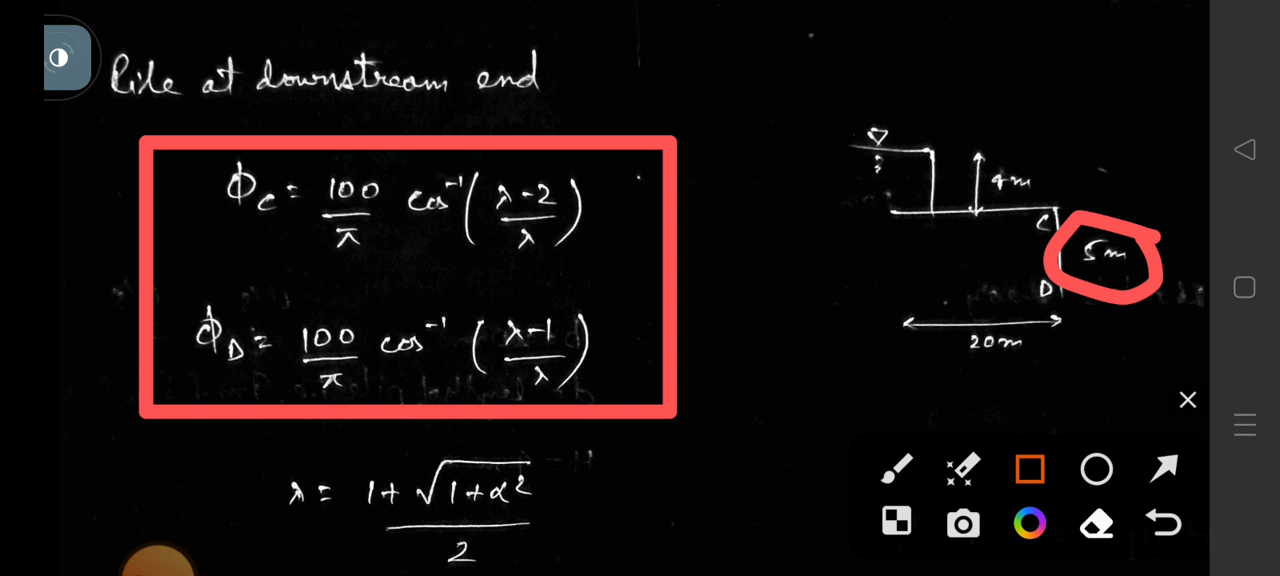 Pile at downstream end
ϕC = 100/π cos⁻¹(λ-2/λ)
ϕD = 100/π cos⁻¹(λ-1/λ)
λ = 1+√1+α²/2
4m
C
5m
D
20m